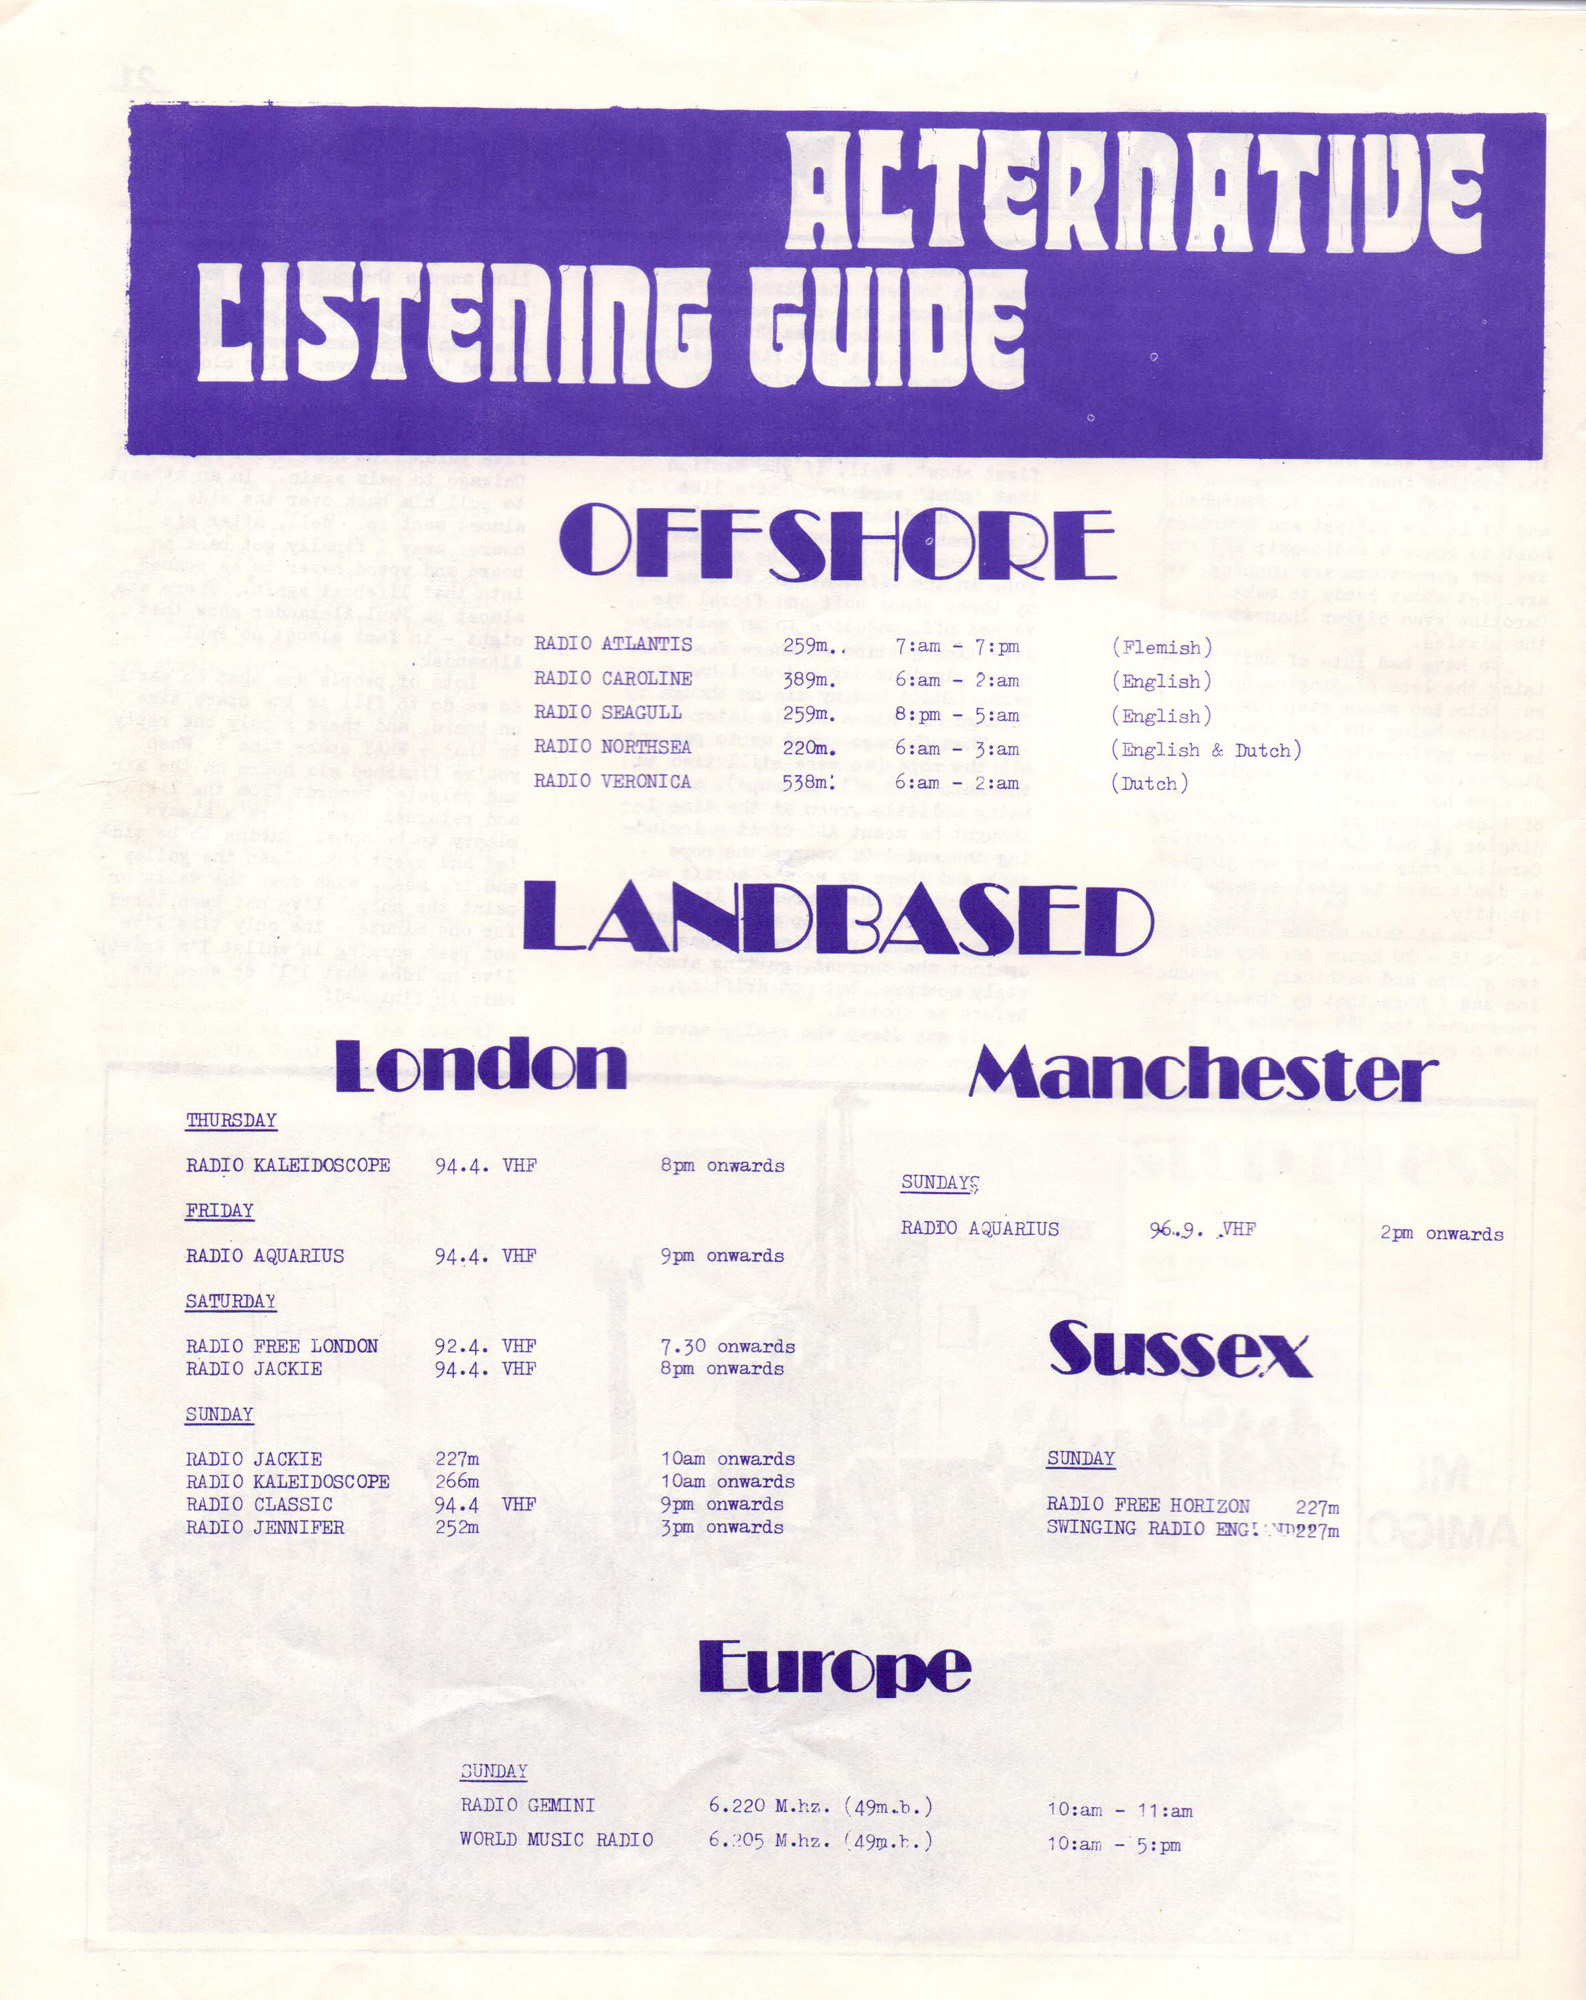 ALTERNATIVE
LISTENING GUIDE
OFFSHORE
RADIO ATLANTIS 259m.. 7:am - 7:pm (Flemish)
RADIO CAROLINE 389m. 6:am - 2:am (English)
RADIO SEAGULL 259m. 8:pm - 5:am (English)
RADIO NORTHSEA 220m. 6:am - 3:am (English & Dutch)
RADIO VERONICA 538m: 6:am - 2:am (Dutch)
LANDBASED
London
THURSDAY
RADIO KALEIDOSCOPE 94.4. VHF 8pm onwards
FRIDAY
RADIO AQUARIUS 94.4. VHF 9pm onwards
SATURDAY
RADIO FREE LONDON 92.4. VHF 7.30 onwards
RADIO JACKIE 94.4. VHF 8pm onwards
SUNDAY
RADIO JACKIE 227m 10am onwards
RADIO KALEIDOSCOPE 266m 10am onwards
RADIO CLASSIC 94.4 VHF 9pm onwards
RADIO JENNIFER 252m 3pm onwards
Manchester
SUNDAYS
RADIO AQUARIUS 96.9. VHF 2pm onwards
Sussex
SUNDAY
RADIO FREE HORIZON 227m
SWINGING RADIO ENGLAND 227m
Europe
SUNDAY
RADIO GEMINI 6.220 M.hz. (49m.b.) 10:am - 11:am
WORLD MUSIC RADIO 6.205 M.hz. (49m.b.) 10:am - 5:pm